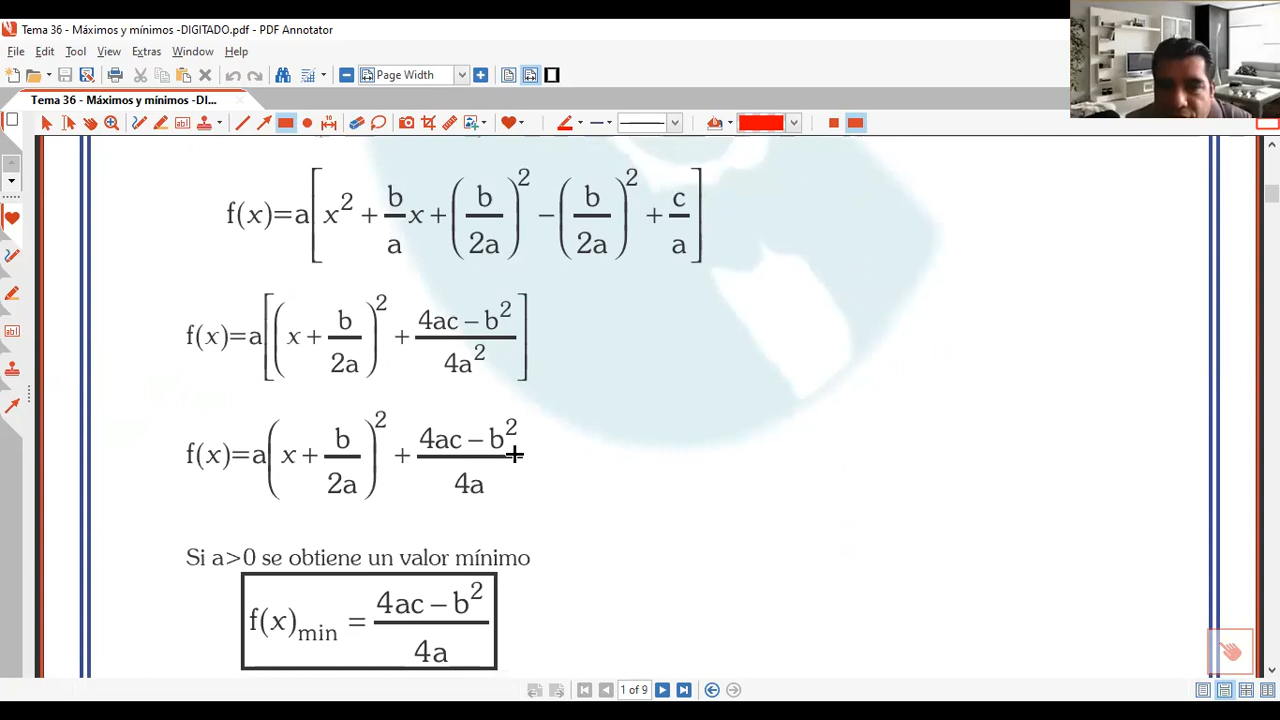 Tema 36 - Máximos y mínimos -DIGITADO.pdf - PDF Annotator
File Edit Tool View Extras Window Help
Page Width
Tema 36 - Máximos y mínimos -DI...
f(x)=a[x² + b/a x + (b/2a)² − (b/2a)² + c/a]
f(x)=a[(x + b/2a)² + (4ac − b²)/4a²]
f(x)=a(x + b/2a)² + (4ac − b²)/4a
Si a>0 se obtiene un valor mínimo
f(x)min = (4ac − b²)/4a
1 of 9